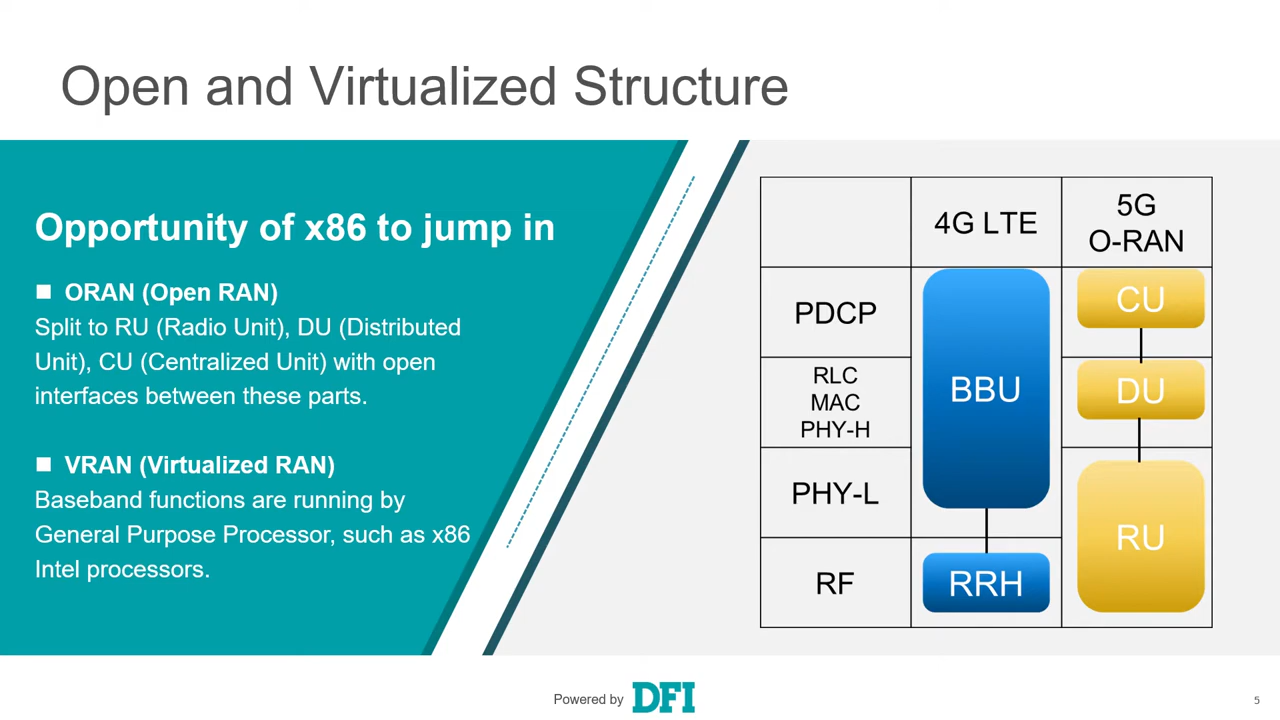 Open and Virtualized Structure
Opportunity of x86 to jump in
ORAN (Open RAN)
Split to RU (Radio Unit), DU (Distributed
Unit), CU (Centralized Unit) with open
interfaces between these parts.
VRAN (Virtualized RAN)
Baseband functions are running by
General Purpose Processor, such as x86
Intel processors.
4G LTE
5G
O-RAN
PDCP
RLC
MAC
PHY-H
PHY-L
RF
BBU
RRH
CU
DU
RU
Powered by DFI
5